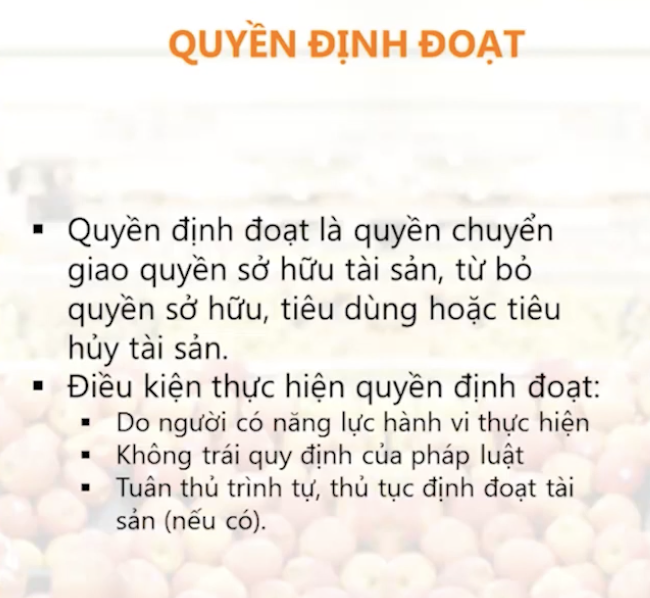 QUYỀN ĐỊNH ĐOẠT
▪ Quyền định đoạt là quyền chuyển
giao quyền sở hữu tài sản, từ bỏ
quyền sở hữu, tiêu dùng hoặc tiêu
hủy tài sản.
▪ Điều kiện thực hiện quyền định đoạt:
▪ Do người có năng lực hành vi thực hiện
▪ Không trái quy định của pháp luật
▪ Tuân thủ trình tự, thủ tục định đoạt tài
sản (nếu có).